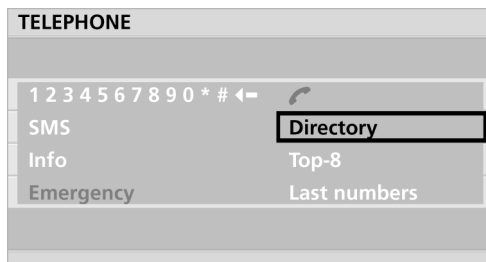 TELEPHONE
1 2 3 4 5 6 7 8 9 0 * #
SMS Directory
Info Top-8
Emergency Last numbers